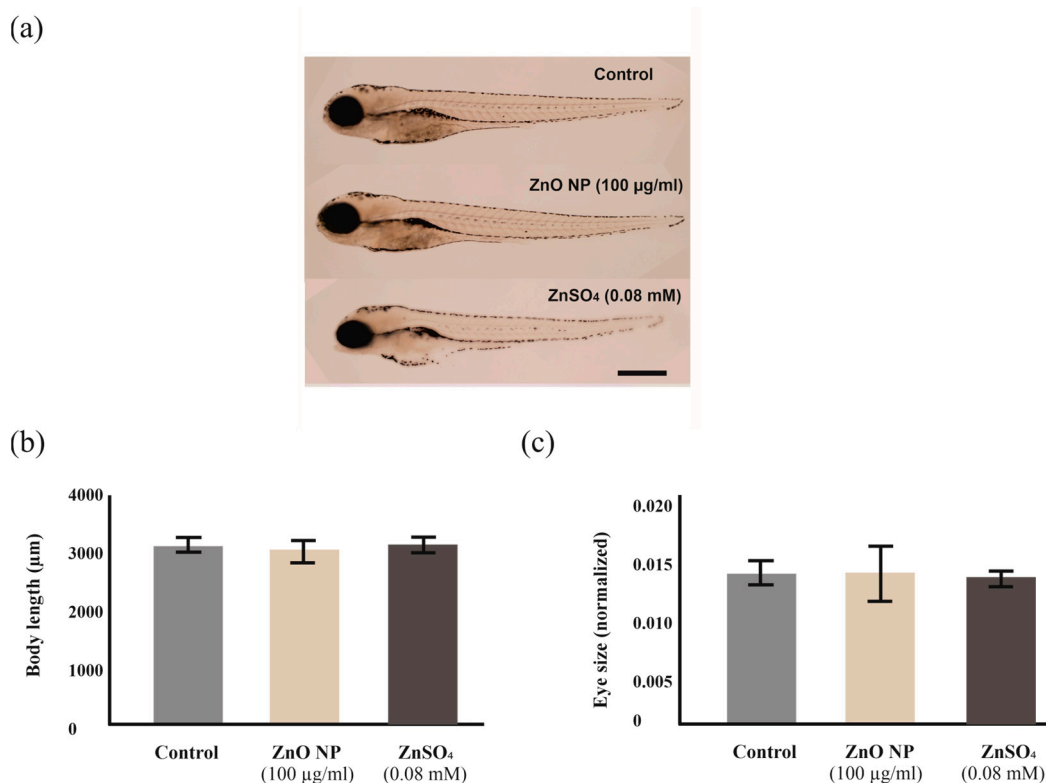 (a)
Control
ZnO NP (100 µg/ml)
ZnSO₄ (0.08 mM)
(b)
(c)
4000
3000
2000
1000
0
Body length (µm)
Control
ZnO NP
(100 µg/ml)
ZnSO₄
(0.08 mM)
0.020
0.015
0.010
0.005
0
Eye size (normalized)
Control
ZnO NP
(100 µg/ml)
ZnSO₄
(0.08 mM)